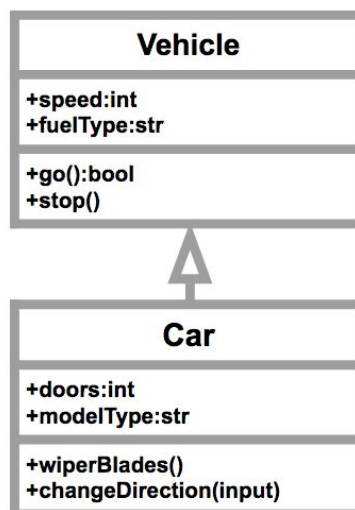 Vehicle
+speed:int
+fuelType:str
+go():bool
+stop()
Car
+doors:int
+modelType:str
+wiperBlades()
+changeDirection(input)